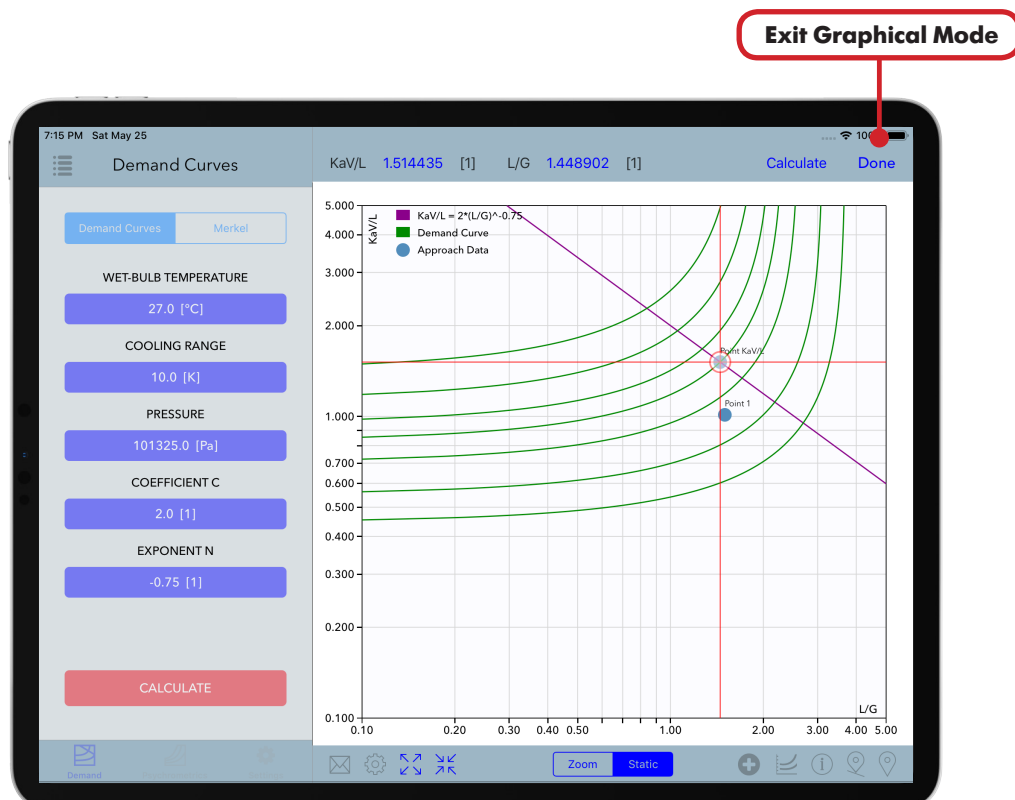 Exit Graphical Mode
7:15 PM Sat May 25
Demand Curves
KaV/L 1.514435 [1] L/G 1.448902 [1] Calculate Done
Demand Curves Merkel
WET-BULB TEMPERATURE
27.0 [°C]
COOLING RANGE
10.0 [K]
PRESSURE
101325.0 [Pa]
COEFFICIENT C
2.0 [1]
EXPONENT N
-0.75 [1]
CALCULATE
Demand
KaV/L
KaV/L = 2*(L/G)^-0.75
Demand Curve
Approach Data
5.000
4.000
3.000
2.000
1.000
0.700
0.600
0.500
0.400
0.300
0.200
0.100
Point KaV/L
Point 1
L/G
0.10 0.20 0.30 0.40 0.50 1.00 2.00 3.00 4.00 5.00
Zoom Static